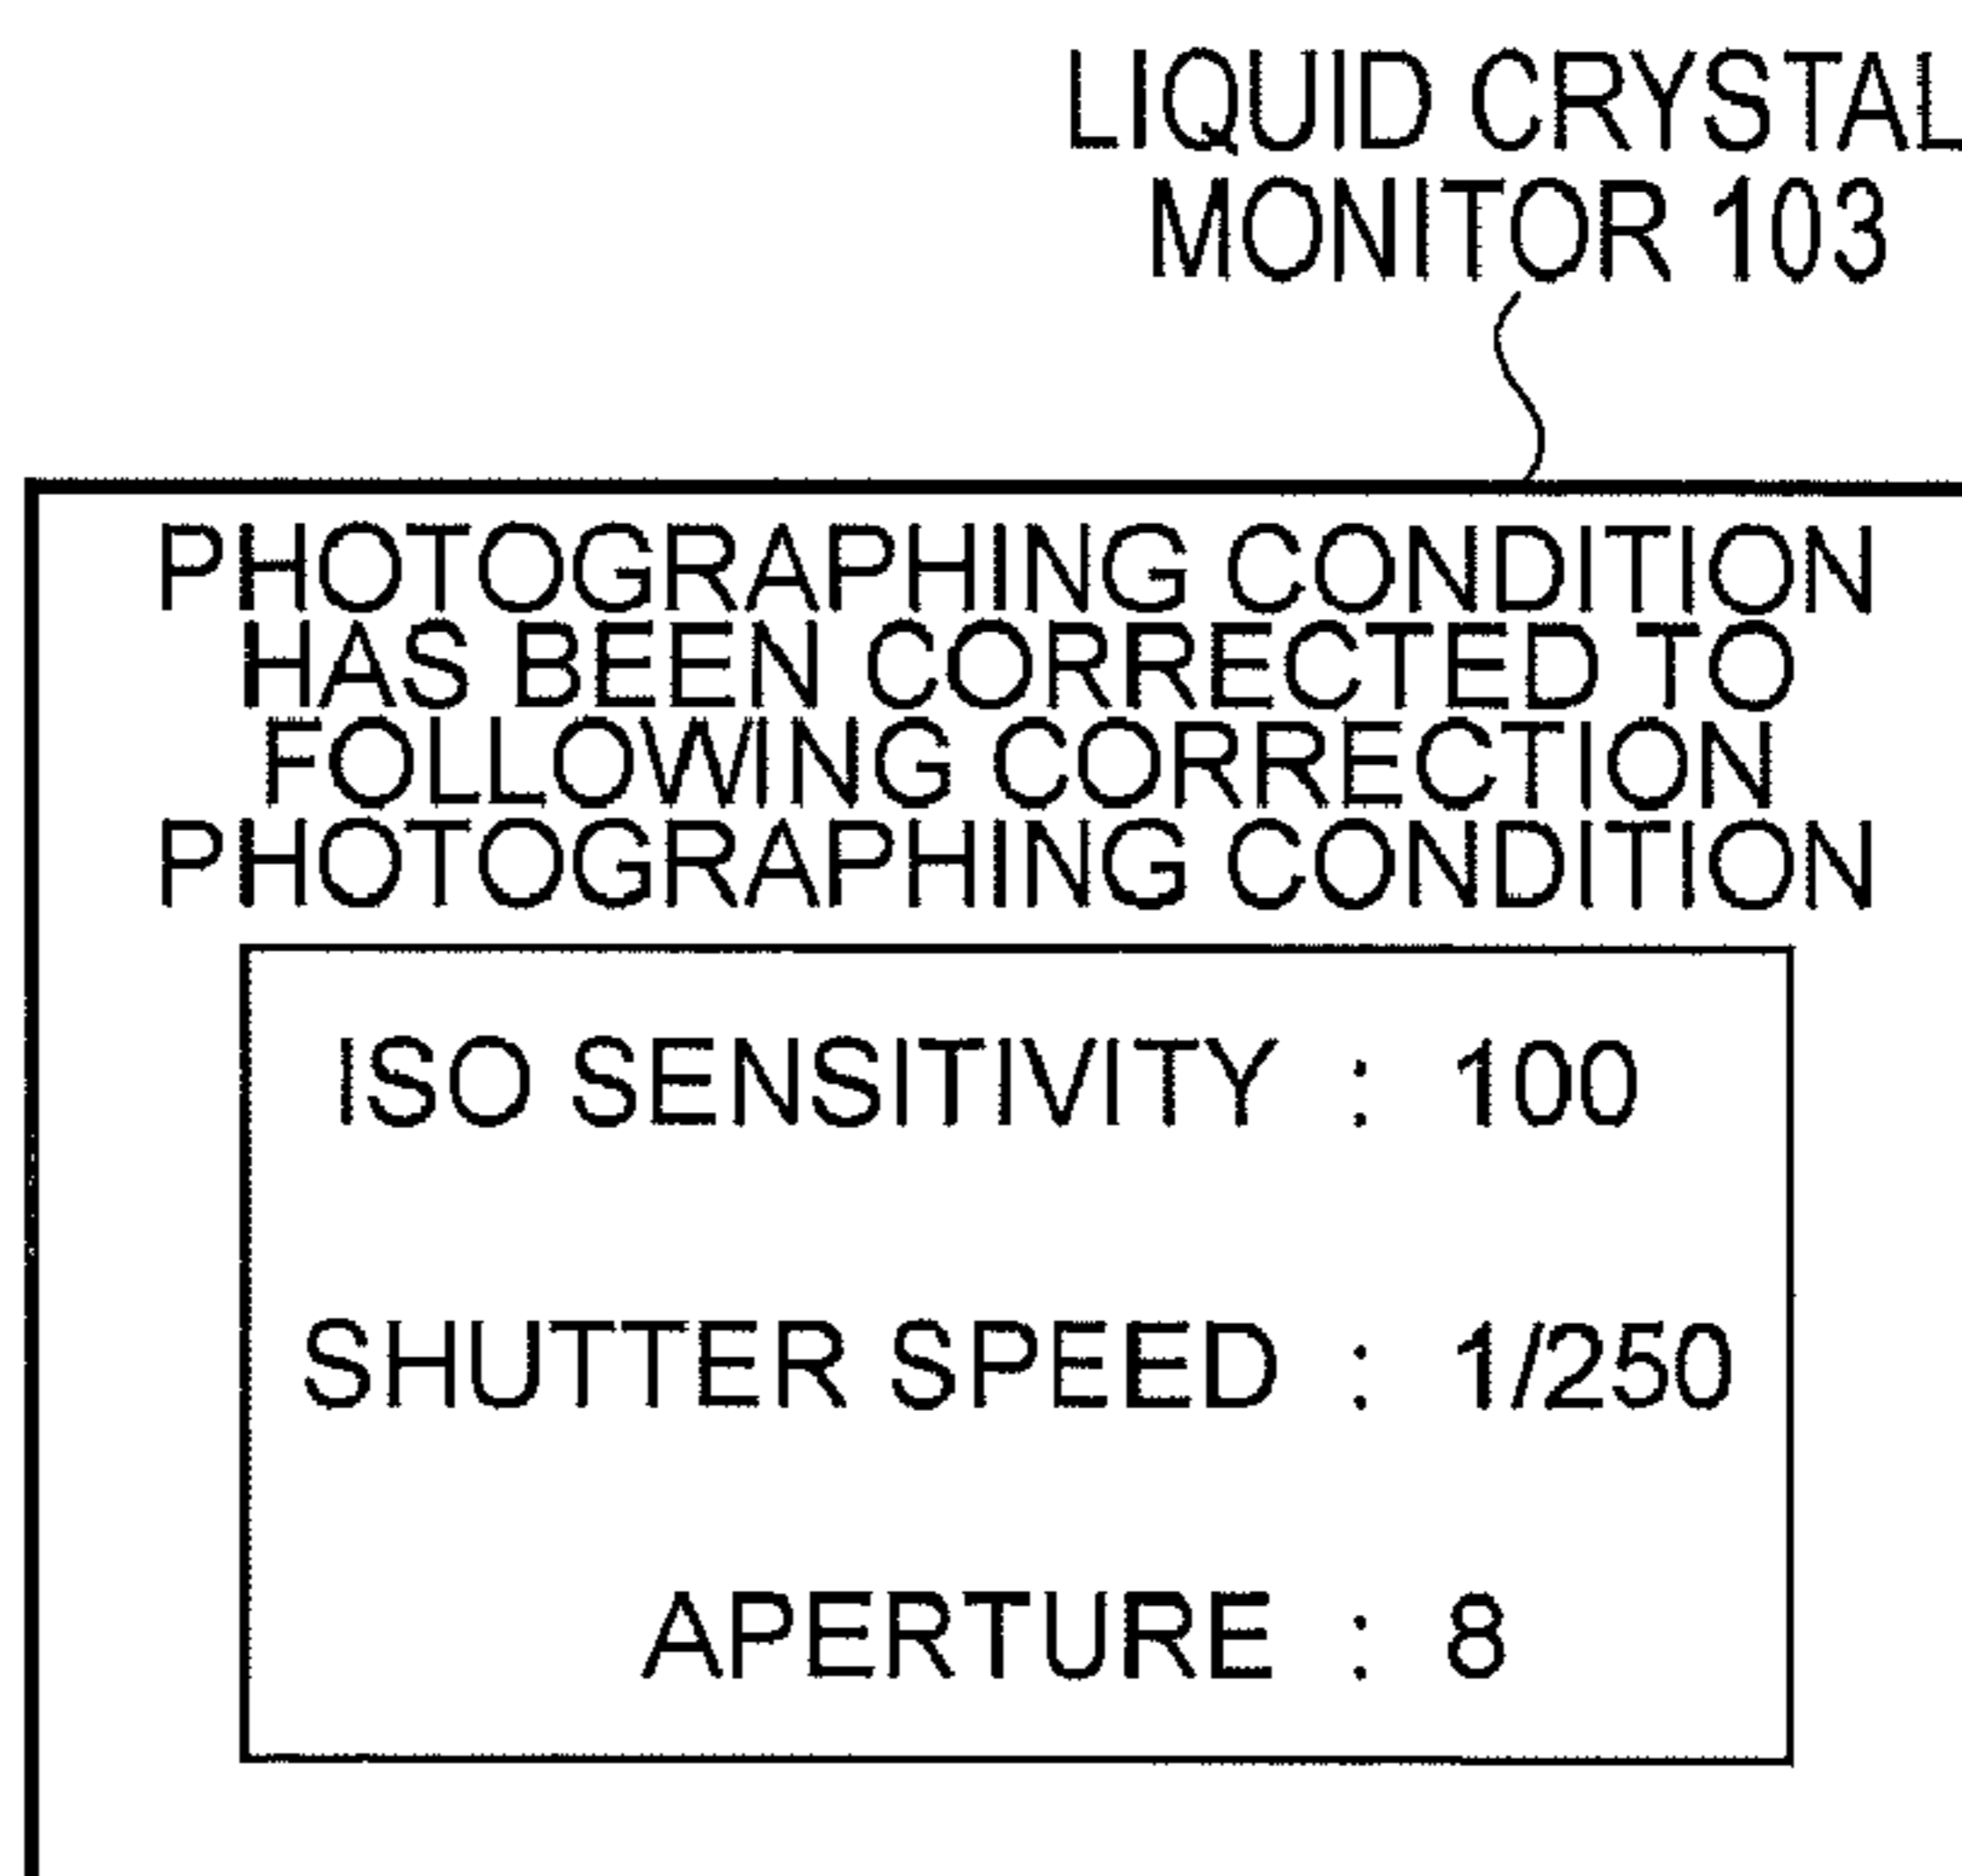 LIQUID CRYSTAL
MONITOR 103
PHOTOGRAPHING CONDITION
HAS BEEN CORRECTED TO
FOLLOWING CORRECTION
PHOTOGRAPHING CONDITION
ISO SENSITIVITY : 100
SHUTTER SPEED : 1/250
APERTURE : 8